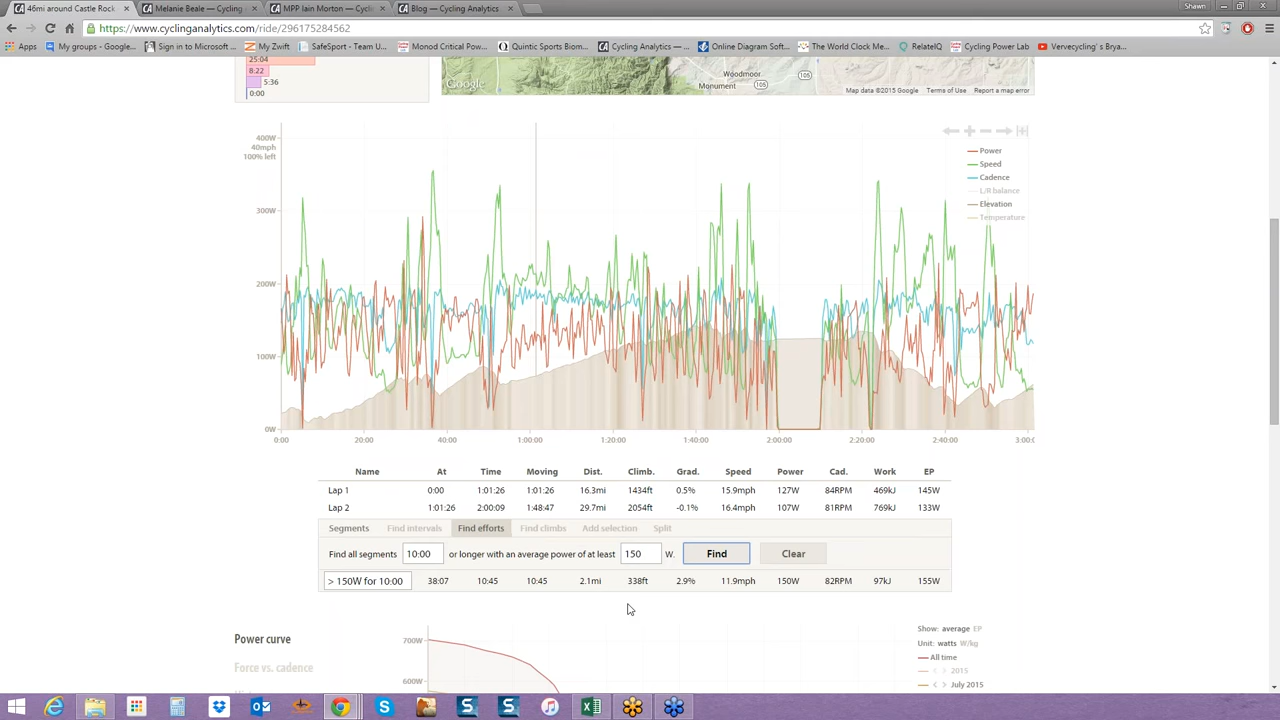 46mi around Castle Rock, Melanie Beale — Cycling MPP Iain Morton — Cycling Blog — Cycling Analytics Shawn
https://www.cyclinganalytics.com/ride/296175284562
Apps My groups - Google... Sign in to Microsoft ... My Zwift SafeSport - Team U... Monod Critical Pow... Quintic Sports Biom... Cycling Analytics —... Online Diagram Soft... The World Clock Me... RelateIQ Cycling Power Lab Vervecycling' s Brya...
25:04
8:22
5:36
0:00
Woodmoor
105
Monument
105
Google
Map data ©2015 Google Terms of Use Report a map error
400W
40mph
100% left
300W
200W
100W
0W
Power
Speed
Cadence
L/R balance
Elevation
Temperature
0:00 20:00 40:00 1:00:00 1:20:00 1:40:00 2:00:00 2:20:00 2:40:00 3:00:0
Name At Time Moving Dist. Climb. Grad. Speed Power Cad. Work EP
Lap 1 0:00 1:01:26 1:01:26 16.3mi 1434ft 0.5% 15.9mph 127W 84RPM 469kJ 145W
Lap 2 1:01:26 2:00:09 1:48:47 29.7mi 2054ft -0.1% 16.4mph 107W 81RPM 769kJ 133W
Segments Find intervals Find efforts Find climbs Add selection Split
Find all segments 10:00 or longer with an average power of at least 150 W. Find Clear
> 150W for 10:00 38:07 10:45 10:45 2.1mi 338ft 2.9% 11.9mph 150W 82RPM 97kJ 155W
Power curve
Force vs. cadence
700W
600W
Show: average EP
Unit: watts W/kg
All time
< > 2015
< > July 2015